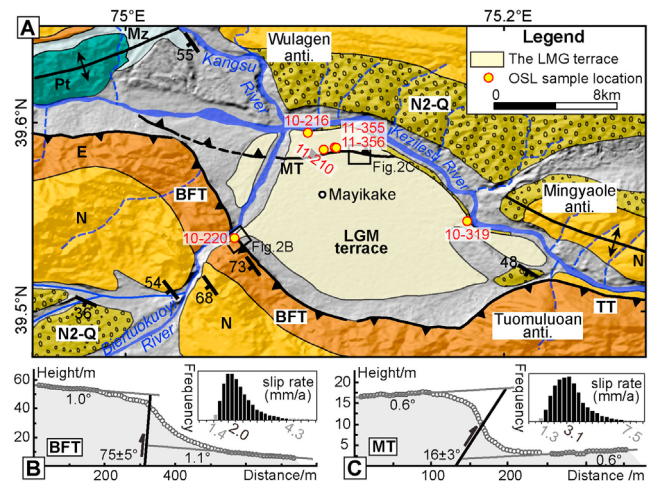 A
75°E
75.2°E
39.6°N
39.5°N
Mz
Pt
55
Kangsu
River
Wulagen
anti.
Legend
The LMG terrace
OSL sample location
0 8km
N2-Q
10-216
11-355
11-356
11-210
Kezilesu River
MT
Fig.2C
E
BFT
N
Mayikake
Mingyaole
anti.
10-220
Fig.2B
LGM
terrace
10-319
N
73
48
54
68
36
N2-Q
Biertuokuoyi
River
N
BFT
TT
Tuomuluoan
anti.
Height/m
60
40
20
0
1.0°
Frequency
slip rate
(mm/a)
1.4
2.0
4.3
BFT
75±5°
1.1°
B
200
400
600
Distance/m
Height/m
20
15
10
5
0.6°
Frequency
slip rate
(mm/a)
1.3
3.1
7.5
MT
16±3°
0.6°
C
100
200
300
Distance/m